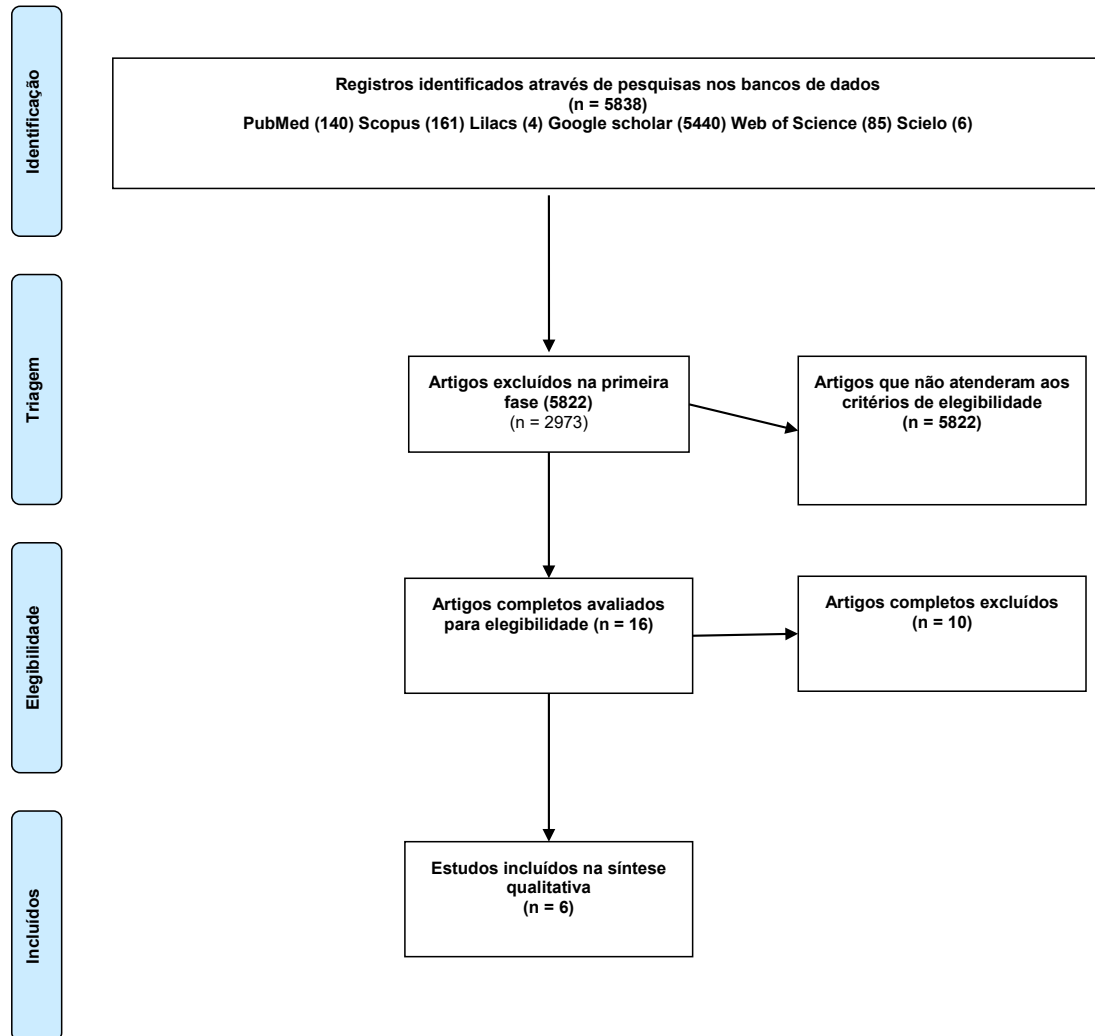 Identificação
Registros identificados através de pesquisas nos bancos de dados
(n = 5838)
PubMed (140) Scopus (161) Lilacs (4) Google scholar (5440) Web of Science (85) Scielo (6)
Triagem
Artigos excluídos na primeira
fase (5822)
(n = 2973)
Artigos que não atenderam aos
critérios de elegibilidade
(n = 5822)
Elegibilidade
Artigos completos avaliados
para elegibilidade (n = 16)
Artigos completos excluídos
(n = 10)
Incluídos
Estudos incluídos na síntese
qualitativa
(n = 6)